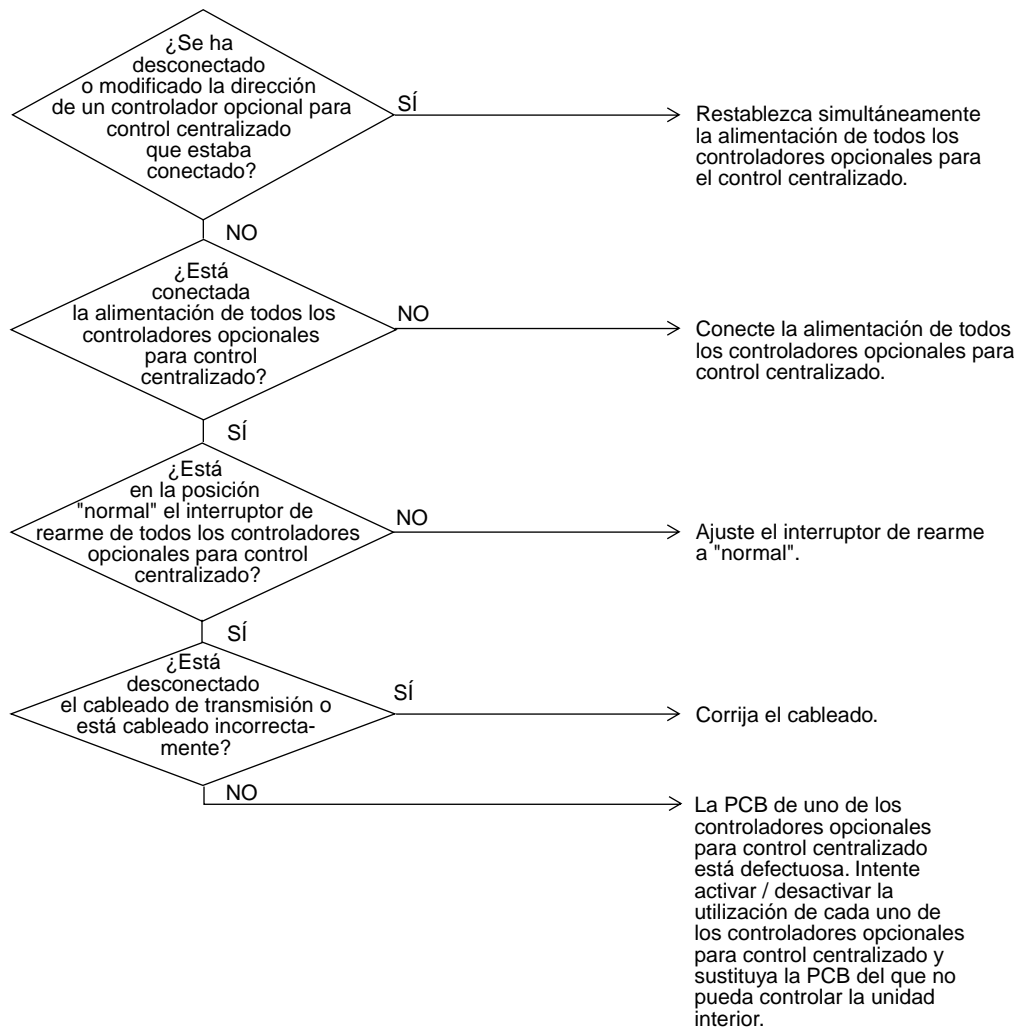 ¿Se ha
desconectado
o modificado la dirección
de un controlador opcional para
control centralizado
que estaba
conectado?
SÍ
Restablezca simultáneamente
la alimentación de todos los
controladores opcionales para
el control centralizado.
NO
¿Está
conectada
la alimentación de todos los
controladores opcionales
para control
centralizado?
NO
Conecte la alimentación de todos
los controladores opcionales para
control centralizado.
SÍ
¿Está
en la posición
"normal" el interruptor de
rearme de todos los controladores
opcionales para control
centralizado?
NO
Ajuste el interruptor de rearme
a "normal".
SÍ
¿Está
desconectado
el cableado de transmisión o
está cableado incorrecta-
mente?
SÍ
Corrija el cableado.
NO
La PCB de uno de los
controladores opcionales
para control centralizado
está defectuosa. Intente
activar / desactivar la
utilización de cada uno de
los controladores opcionales
para control centralizado y
sustituya la PCB del que no
pueda controlar la unidad
interior.